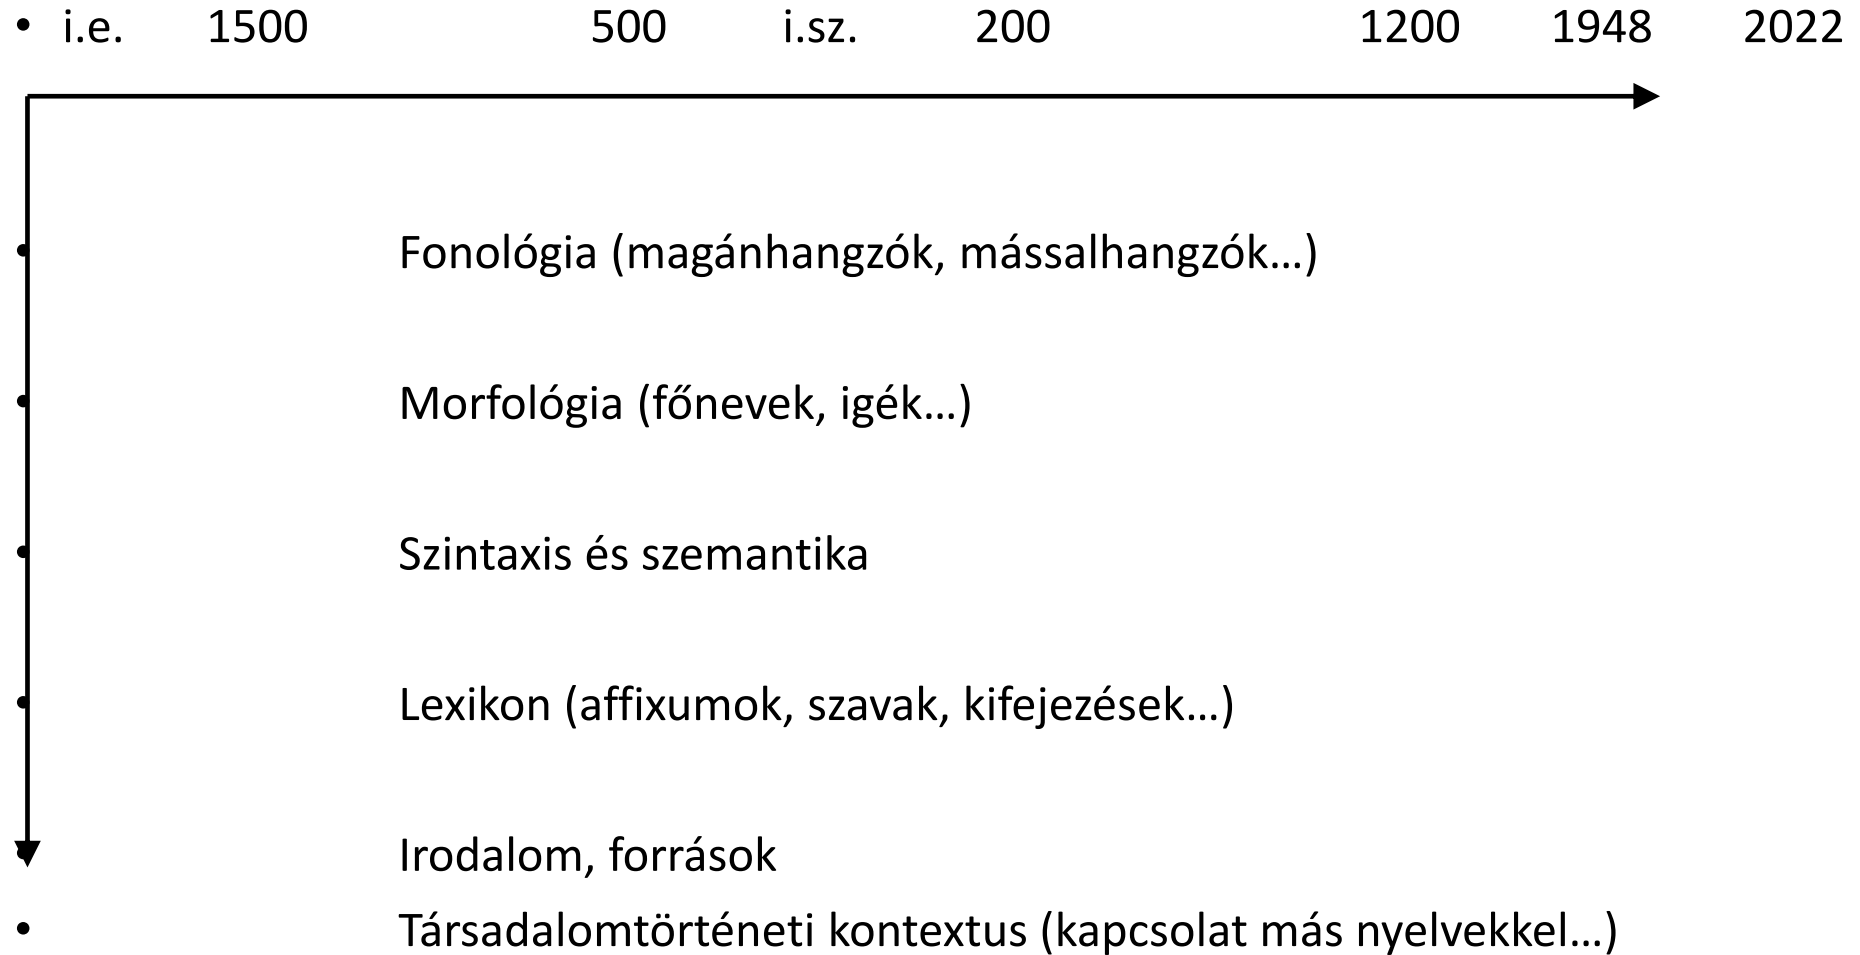 • i.e. 1500 500 i.sz. 200 1200 1948 2022
• Fonológia (magánhangzók, mássalhangzók…)
• Morfológia (főnevek, igék…)
• Szintaxis és szemantika
• Lexikon (affixumok, szavak, kifejezések…)
• Irodalom, források
• Társadalomtörténeti kontextus (kapcsolat más nyelvekkel…)